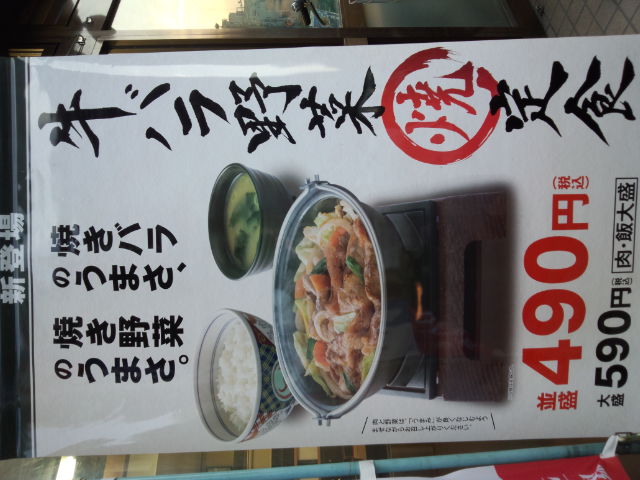 新登場
牛バラ野菜焼定食
焼きバラ
のうまさ、
焼き野菜
のうまさ。
並盛490円(税込)
肉・飯大盛
大盛590円(税込)